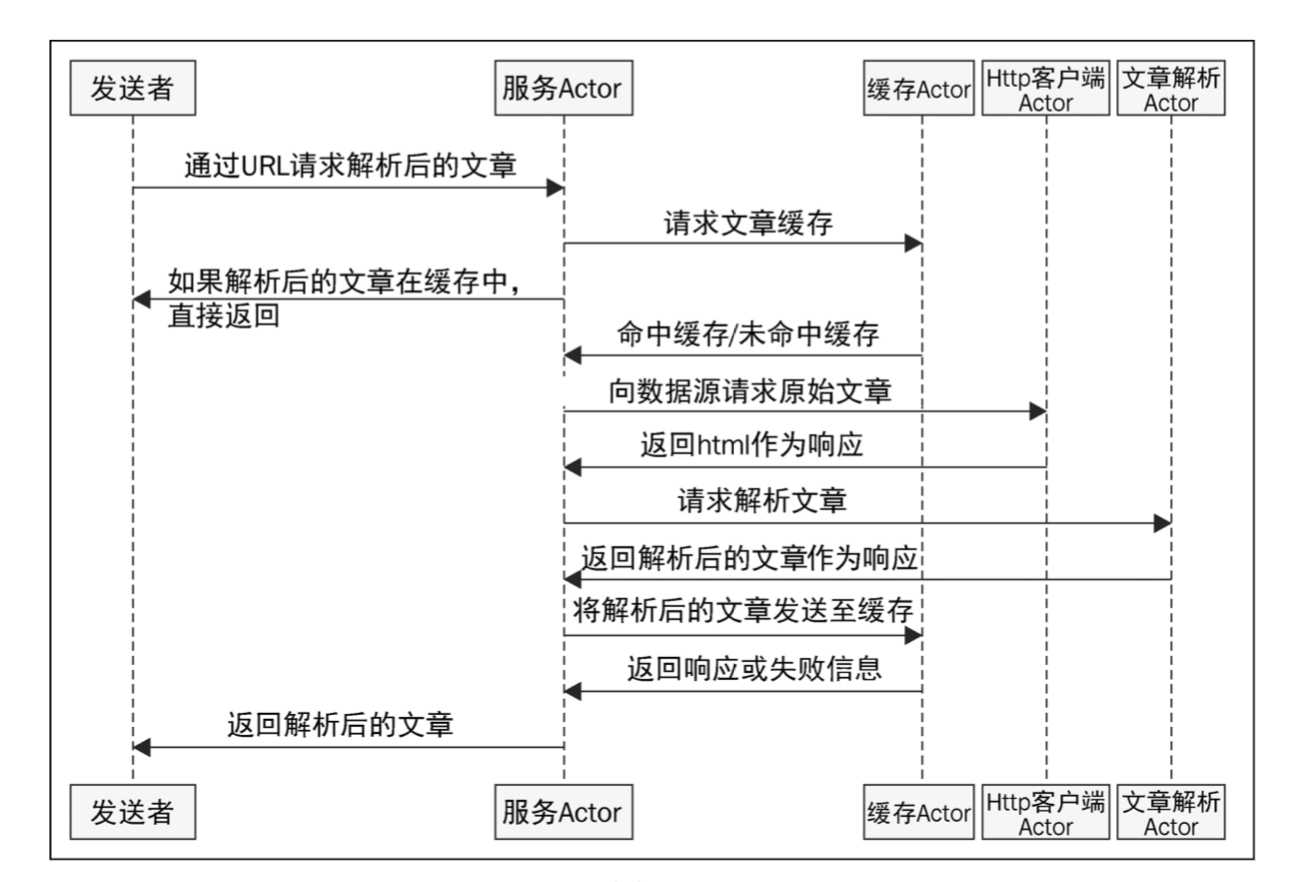 发送者
服务Actor
缓存Actor
Http客户端
Actor
文章解析
Actor
通过URL请求解析后的文章
请求文章缓存
如果解析后的文章在缓存中，
直接返回
命中缓存/未命中缓存
向数据源请求原始文章
返回html作为响应
请求解析文章
返回解析后的文章作为响应
将解析后的文章发送至缓存
返回响应或失败信息
返回解析后的文章
发送者
服务Actor
缓存Actor
Http客户端
Actor
文章解析
Actor